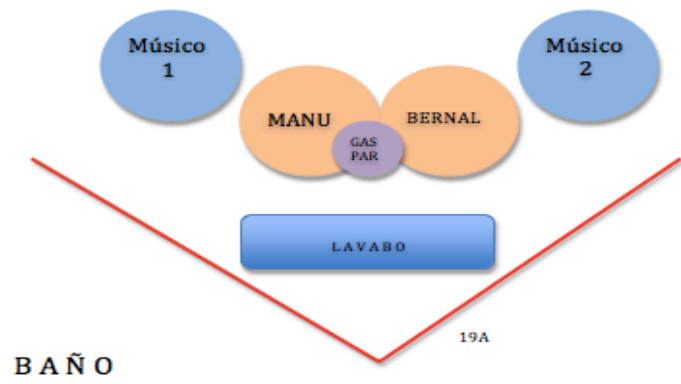 Músico
1
Músico
2
MANU
BERNAL
GAS
PAR
LAVABO
19A
BAÑO